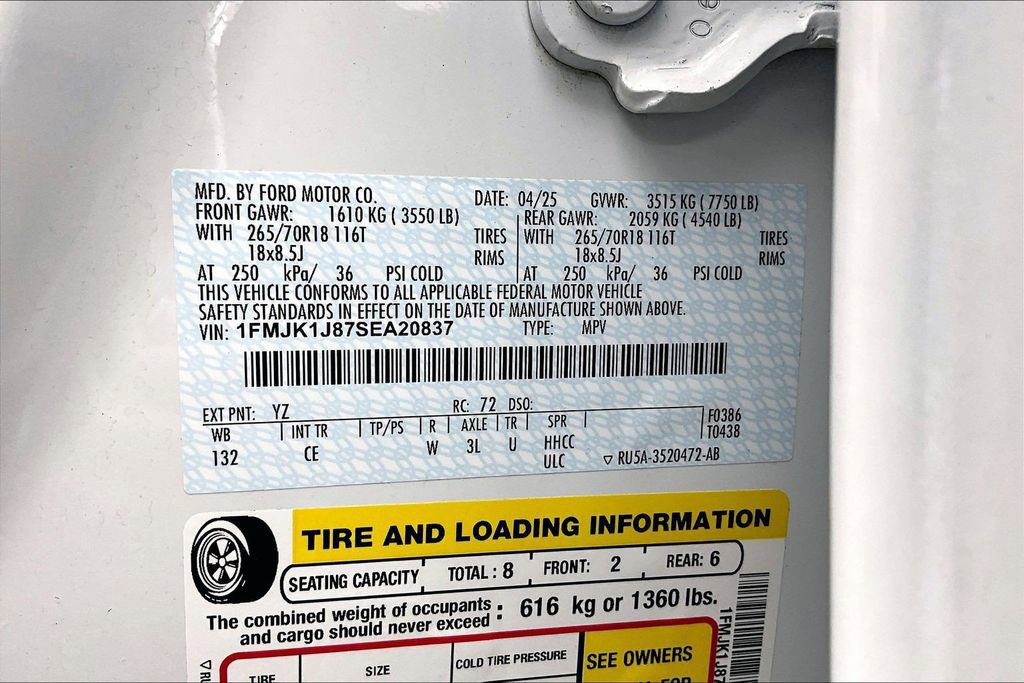 06
MFD. BY FORD MOTOR CO. DATE: 04/25 GVWR: 3515 KG ( 7750 LB)
FRONT GAWR: 1610 KG ( 3550 LB) REAR GAWR: 2059 KG ( 4540 LB)
WITH 265/70R18 116T TIRES WITH 265/70R18 116T TIRES
18x8.5J RIMS 18x8.5J RIMS
AT 250 kPa/ 36 PSI COLD AT 250 kPa/ 36 PSI COLD
THIS VEHICLE CONFORMS TO ALL APPLICABLE FEDERAL MOTOR VEHICLE
SAFETY STANDARDS IN EFFECT ON THE DATE OF MANUFACTURE SHOWN ABOVE.
VIN: 1FMJK1J87SEA20837 TYPE: MPV
EXT PNT: YZ RC: 72 DSO: F0386
WB INT TR TP/PS R AXLE TR SPR T0438
132 CE W 3L U HHCC
ULC ▽ RU5A-3520472-AB
TIRE AND LOADING INFORMATION
SEATING CAPACITY TOTAL : 8 FRONT: 2 REAR: 6
The combined weight of occupants
and cargo should never exceed : 616 kg or 1360 lbs.
TIRE SIZE COLD TIRE PRESSURE SEE OWNERS
1FMJK1J87